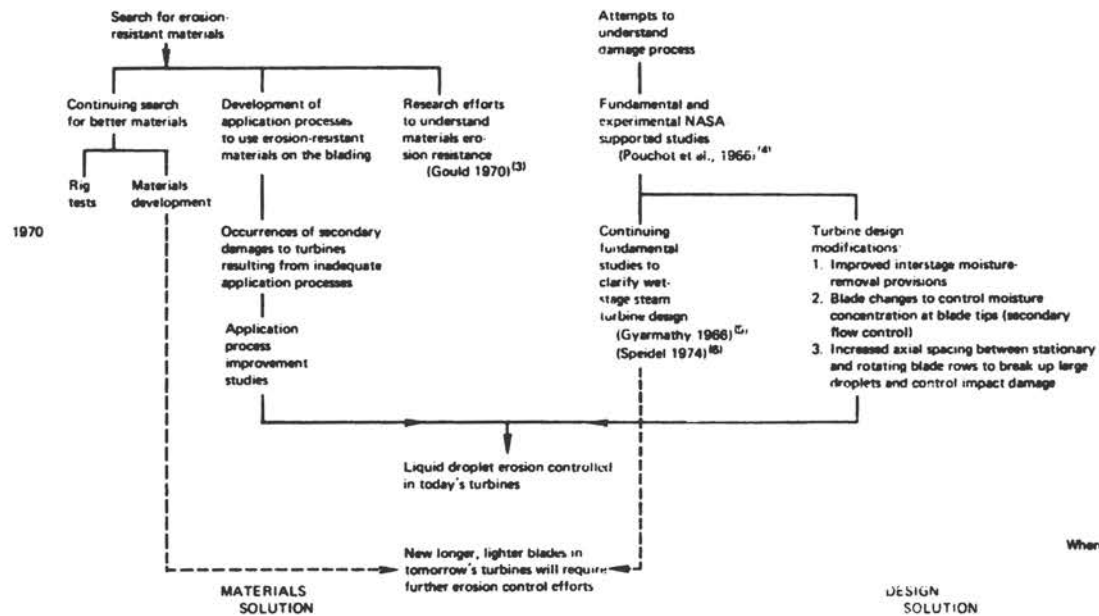 Search for erosion-
resistant materials
Attempts to
understand
damage process
Continuing search
for better materials
Development of
application processes
to use erosion-resistant
materials on the blading
Research efforts
to understand
materials ero-
sion resistance
(Gould 1970)(3)
Fundamental and
experimental NASA
supported studies
(Pouchot et al., 1966)(4)
Rig
tests
Materials
development
1970
Occurrences of secondary
damages to turbines
resulting from inadequate
application processes
Continuing
fundamental
studies to
clarify wet-
stage steam
turbine design
(Gyarmathy 1966)
(Speidel 1974)(6)
Turbine design
modifications:
1. Improved interstage moisture-
removal provisions
2. Blade changes to control moisture
concentration at blade tips (secondary
flow control)
3. Increased axial spacing between stationary
and rotating blade rows to break up large
droplets and control impact damage
Application
process
improvement
studies
Liquid droplet erosion controlled
in today's turbines
New longer, lighter blades in
tomorrow's turbines will require
further erosion control efforts
Where
MATERIALS
SOLUTION
DESIGN
SOLUTION